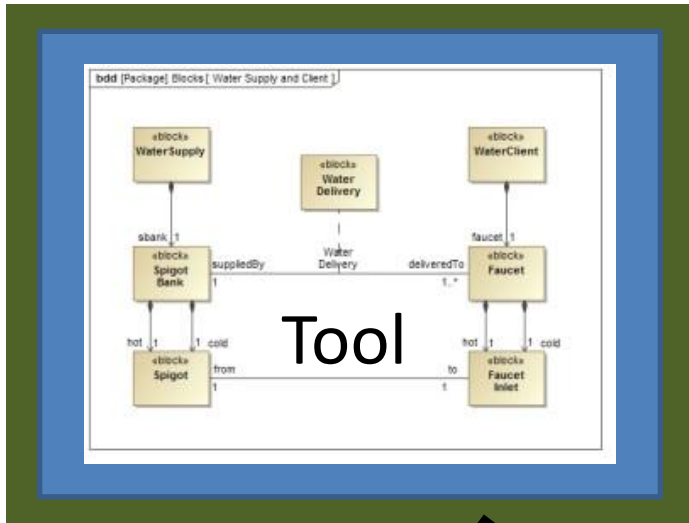 bdd [Package] Blocks [ Water Supply and Client ]
«block»
WaterSupply
«block»
WaterClient
«block»
Water
Delivery
sbank 1
faucet 1
«block»
Spigot
Bank
suppliedBy
1
Water
Delivery
deliveredTo
1..*
«block»
Faucet
Tool
hot 1
1 cold
hot 1
1 cold
«block»
Spigot
from
1
to
1
«block»
Faucet
Inlet